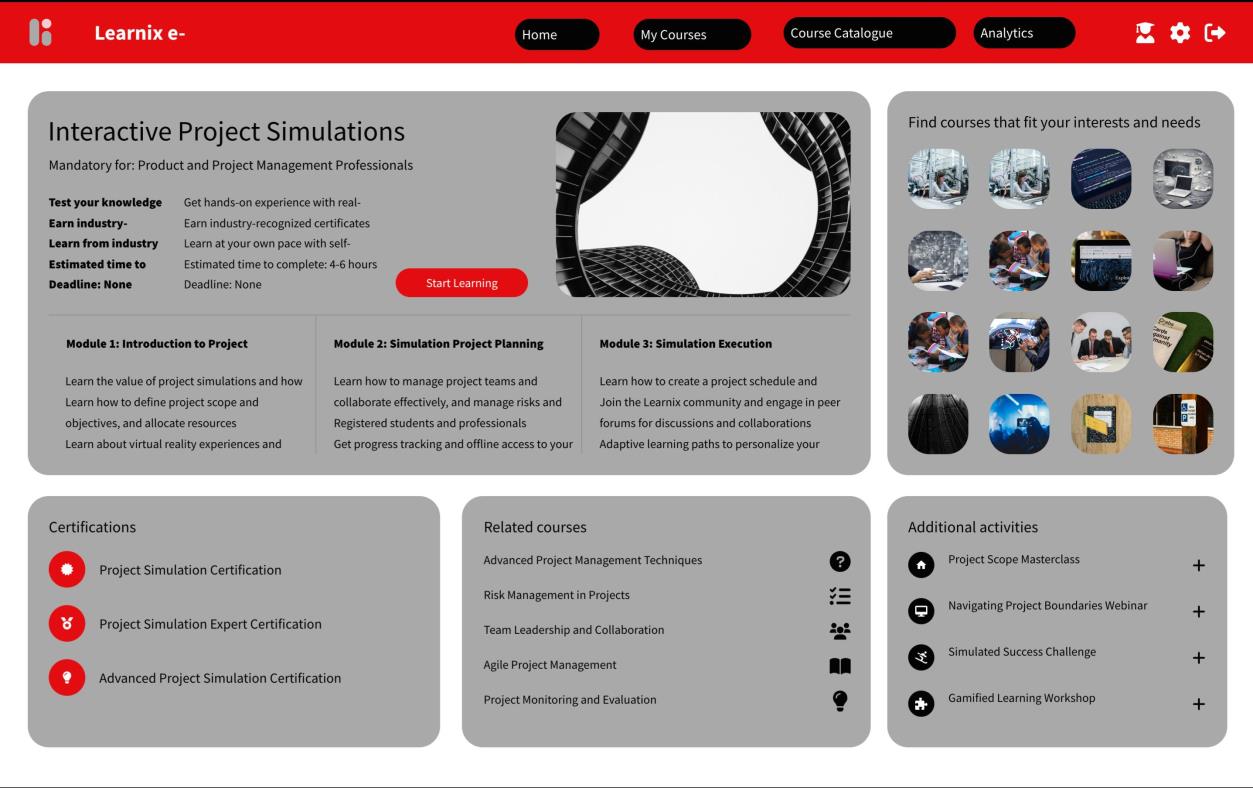 Learnix e-
Home
My Courses
Course Catalogue
Analytics
Interactive Project Simulations
Mandatory for: Product and Project Management Professionals
Test your knowledge Get hands-on experience with real-
Earn industry- Earn industry-recognized certificates
Learn from industry Learn at your own pace with self-
Estimated time to Estimated time to complete: 4-6 hours
Deadline: None Deadline: None
Start Learning
Module 1: Introduction to Project
Learn the value of project simulations and how
Learn how to define project scope and
objectives, and allocate resources
Learn about virtual reality experiences and
Module 2: Simulation Project Planning
Learn how to manage project teams and
collaborate effectively, and manage risks and
Registered students and professionals
Get progress tracking and offline access to your
Module 3: Simulation Execution
Learn how to create a project schedule and
Join the Learnix community and engage in peer
forums for discussions and collaborations
Adaptive learning paths to personalize your
Find courses that fit your interests and needs
Certifications
Project Simulation Certification
Project Simulation Expert Certification
Advanced Project Simulation Certification
Related courses
Advanced Project Management Techniques
Risk Management in Projects
Team Leadership and Collaboration
Agile Project Management
Project Monitoring and Evaluation
Additional activities
Project Scope Masterclass
Navigating Project Boundaries Webinar
Simulated Success Challenge
Gamified Learning Workshop